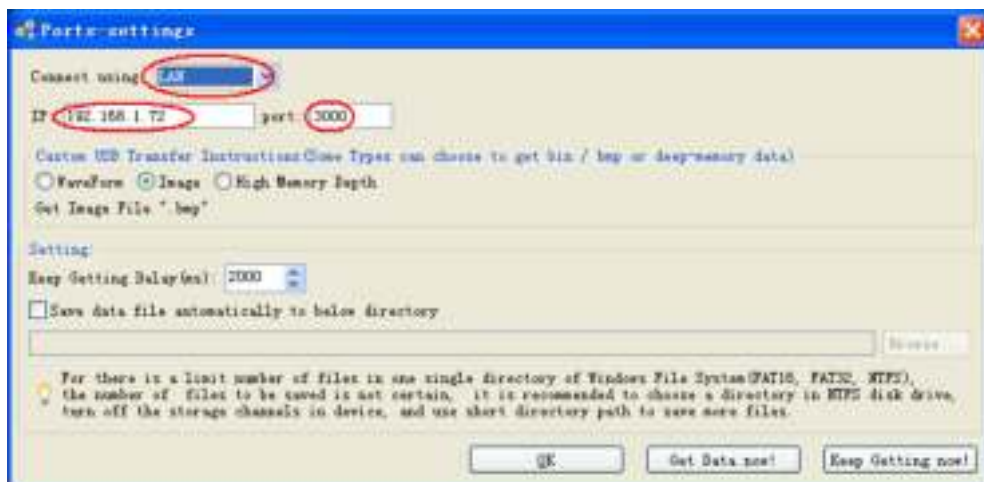 Ports-settings
Connect using LAN
IP 192.168.1.72 port 3000
Custom USB Transfer Instructions(Some Types can choose to get bin / bmp or deep-memory data)
WaveForm Image High Memory Depth
Get Image File ".bmp"
Setting
Keep Getting Delay(ms): 2000
Save data file automatically to below directory
Browse
For there is a limit number of files in one single directory of Windows File System(FAT16, FAT32, NTFS),
the number of files to be saved is not certain, it is recommended to choose a directory in NTFS disk drive,
turn off the storage channels in device, and use short directory path to save more files.
OK Get Data now! Keep Getting now!